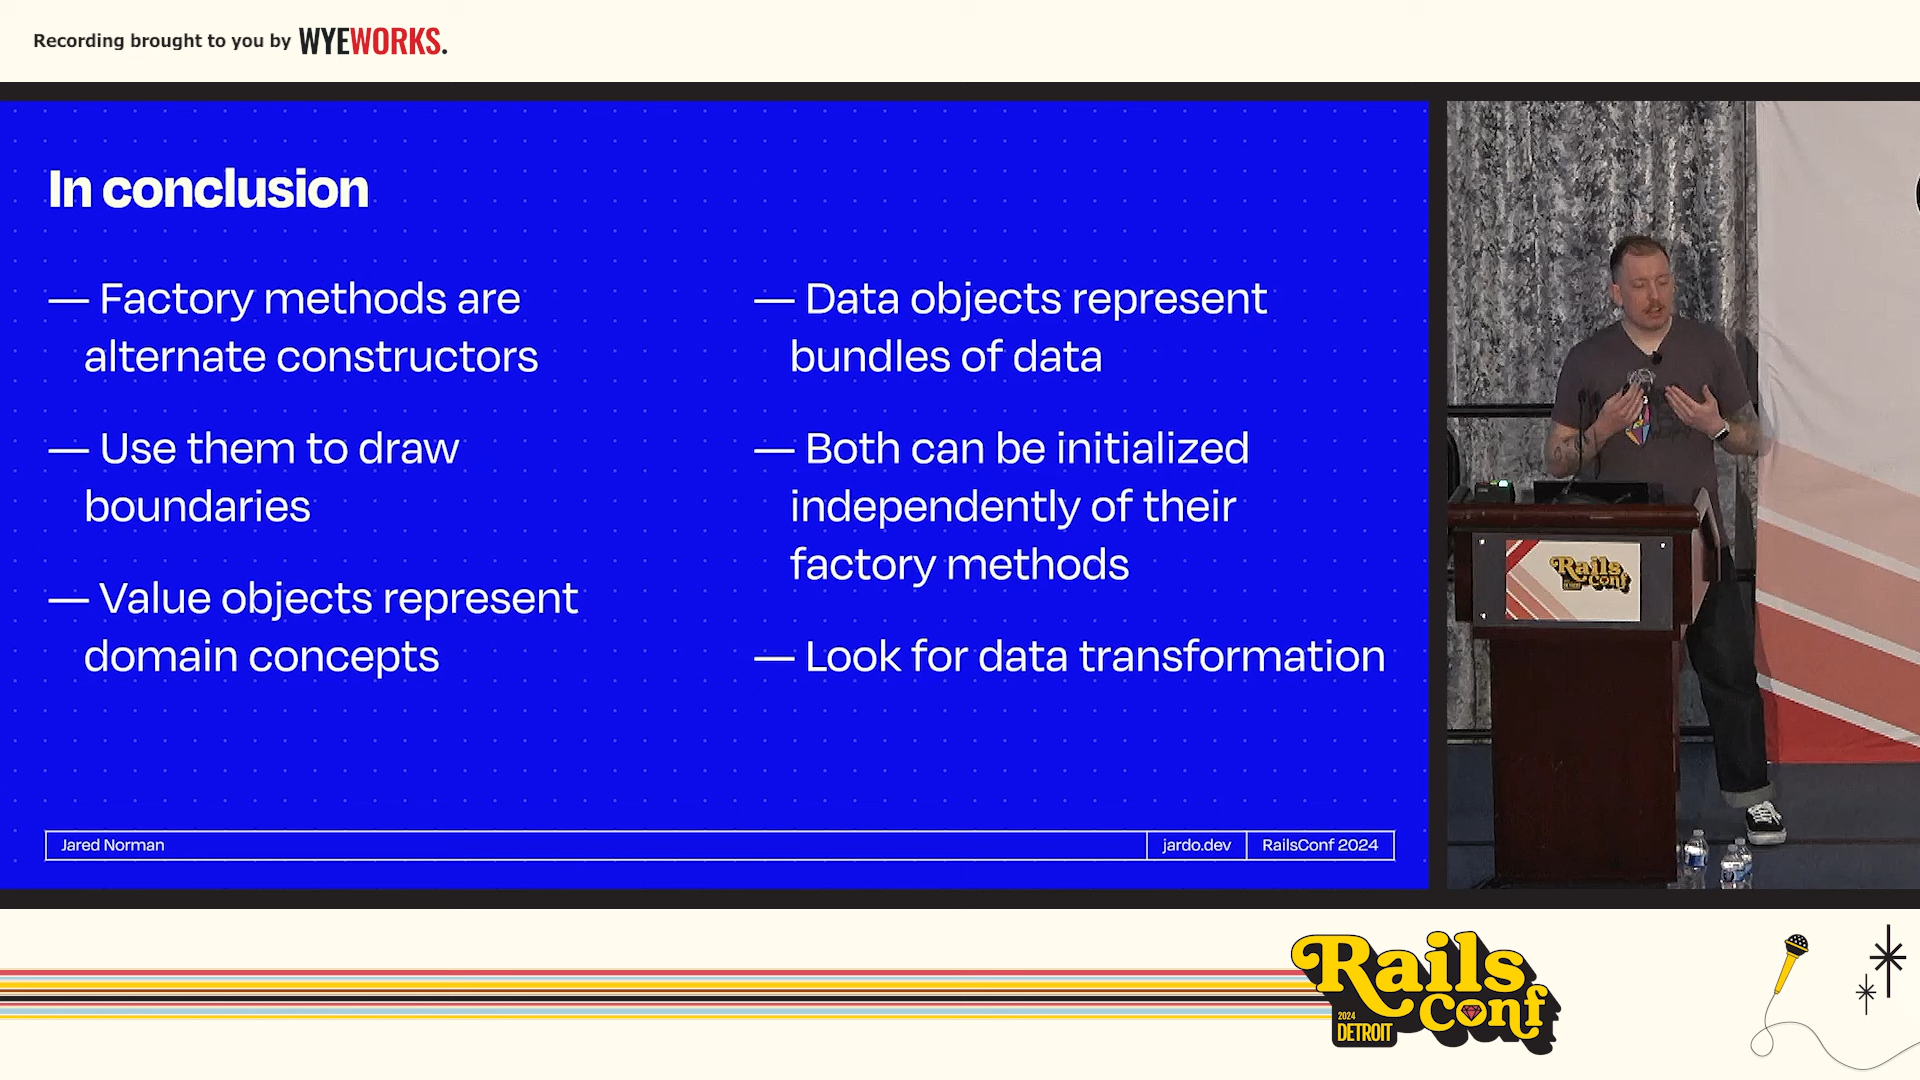 Recording brought to you by WYEWORKS.
In conclusion
— Factory methods are
alternate constructors
— Use them to draw
boundaries
— Value objects represent
domain concepts
— Data objects represent
bundles of data
— Both can be initialized
independently of their
factory methods
— Look for data transformation
Jared Norman
jardo.dev
RailsConf 2024
Rails
Conf
Rails
Conf
2024
DETROIT